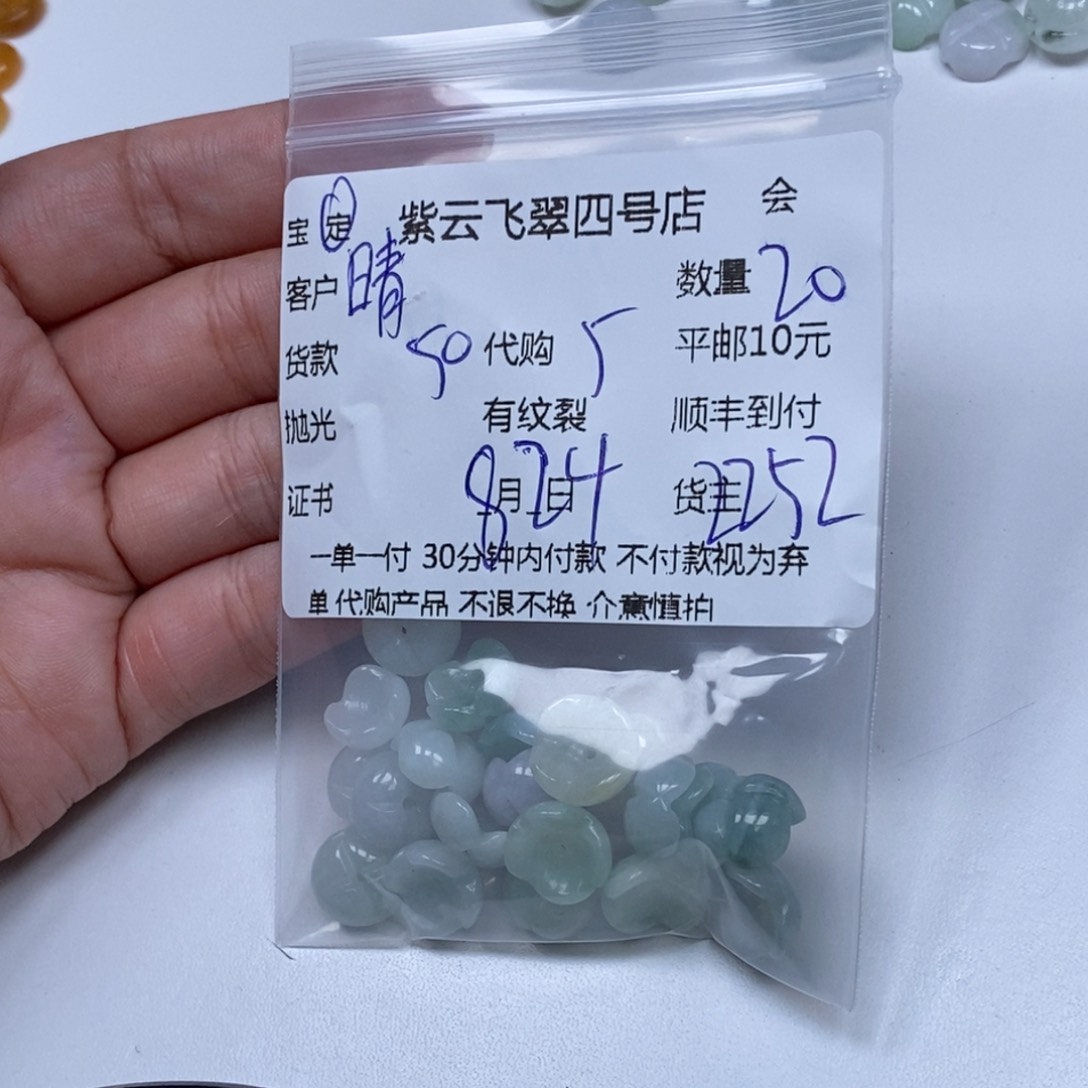 宝 定 紫云飞翠四号店 会
客户 晴 数量 20
货款 50 代购 5 平邮10元
抛光 有纹裂 顺丰到付
证书 8月24日 货主 2252
一单一付 30分钟内付款 不付款视为弃
单 代购产品 不退不换 介意慎拍